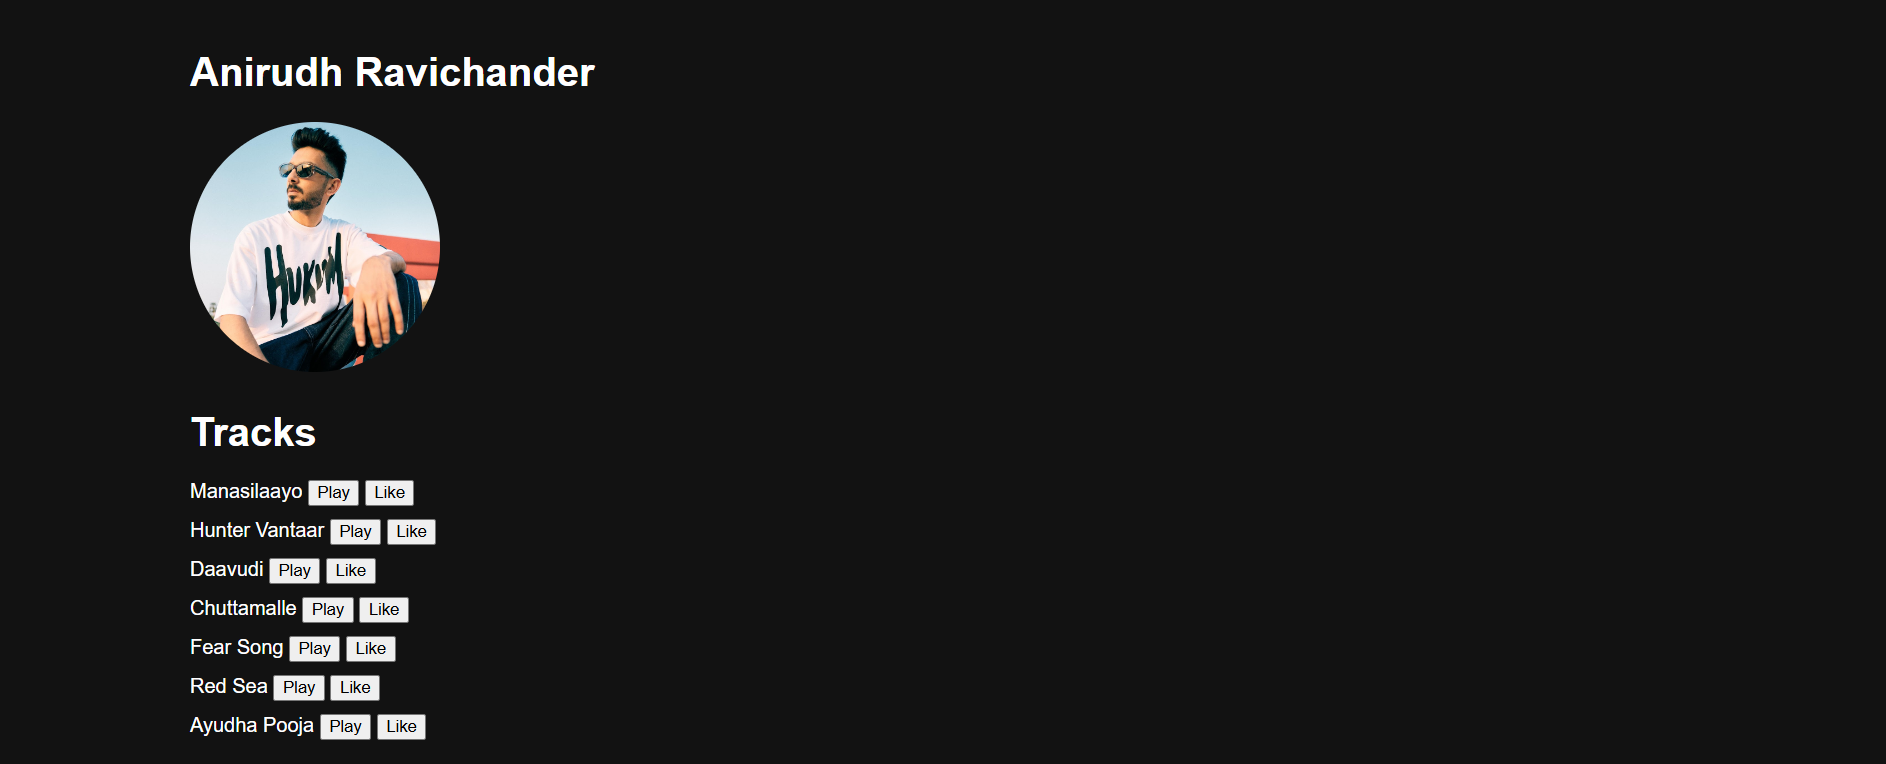 Anirudh Ravichander
HUKUM
Tracks
Manasilaayo Play Like
Hunter Vantaar Play Like
Daavudi Play Like
Chuttamalle Play Like
Fear Song Play Like
Red Sea Play Like
Ayudha Pooja Play Like